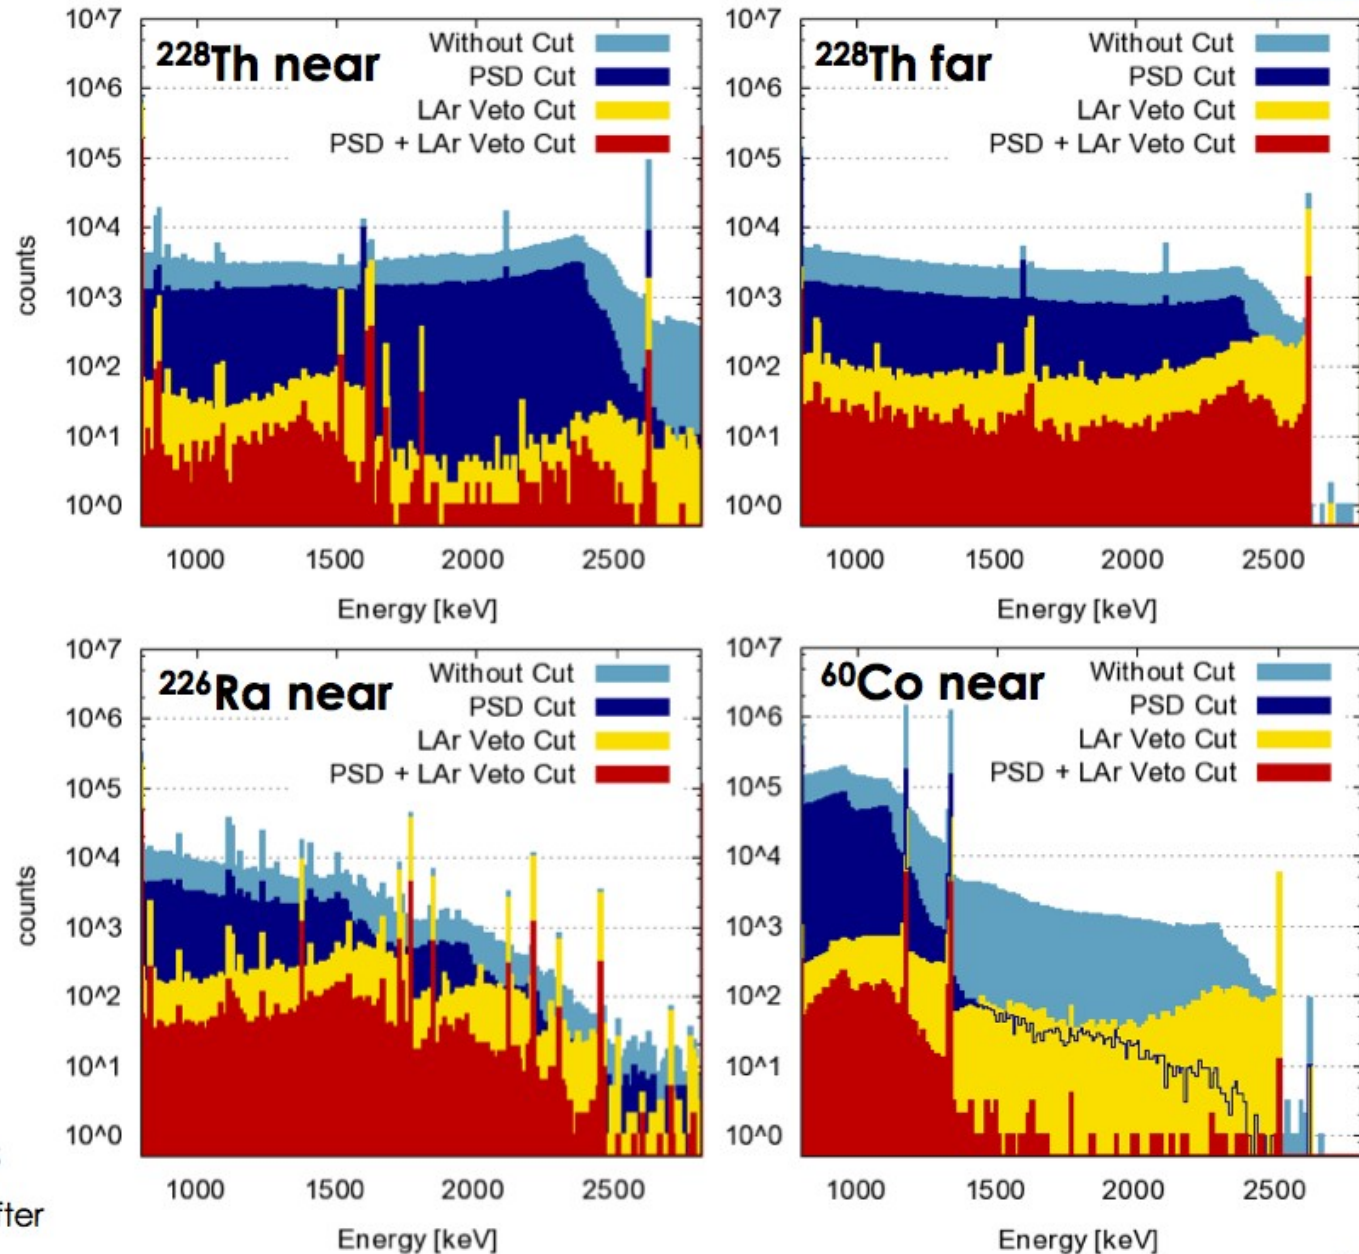 10^7
10^6
10^5
10^4
10^3
10^2
10^1
10^0
counts
²²⁸Th near
Without Cut
PSD Cut
LAr Veto Cut
PSD + LAr Veto Cut
1000 1500 2000 2500
Energy [keV]
10^7
10^6
10^5
10^4
10^3
10^2
10^1
10^0
²²⁸Th far
Without Cut
PSD Cut
LAr Veto Cut
PSD + LAr Veto Cut
1000 1500 2000 2500
Energy [keV]
10^7
10^6
10^5
10^4
10^3
10^2
10^1
10^0
counts
²²⁶Ra near
Without Cut
PSD Cut
LAr Veto Cut
PSD + LAr Veto Cut
1000 1500 2000 2500
Energy [keV]
10^7
10^6
10^5
10^4
10^3
10^2
10^1
10^0
⁶⁰Co near
Without Cut
PSD Cut
LAr Veto Cut
PSD + LAr Veto Cut
1000 1500 2000 2500
Energy [keV]